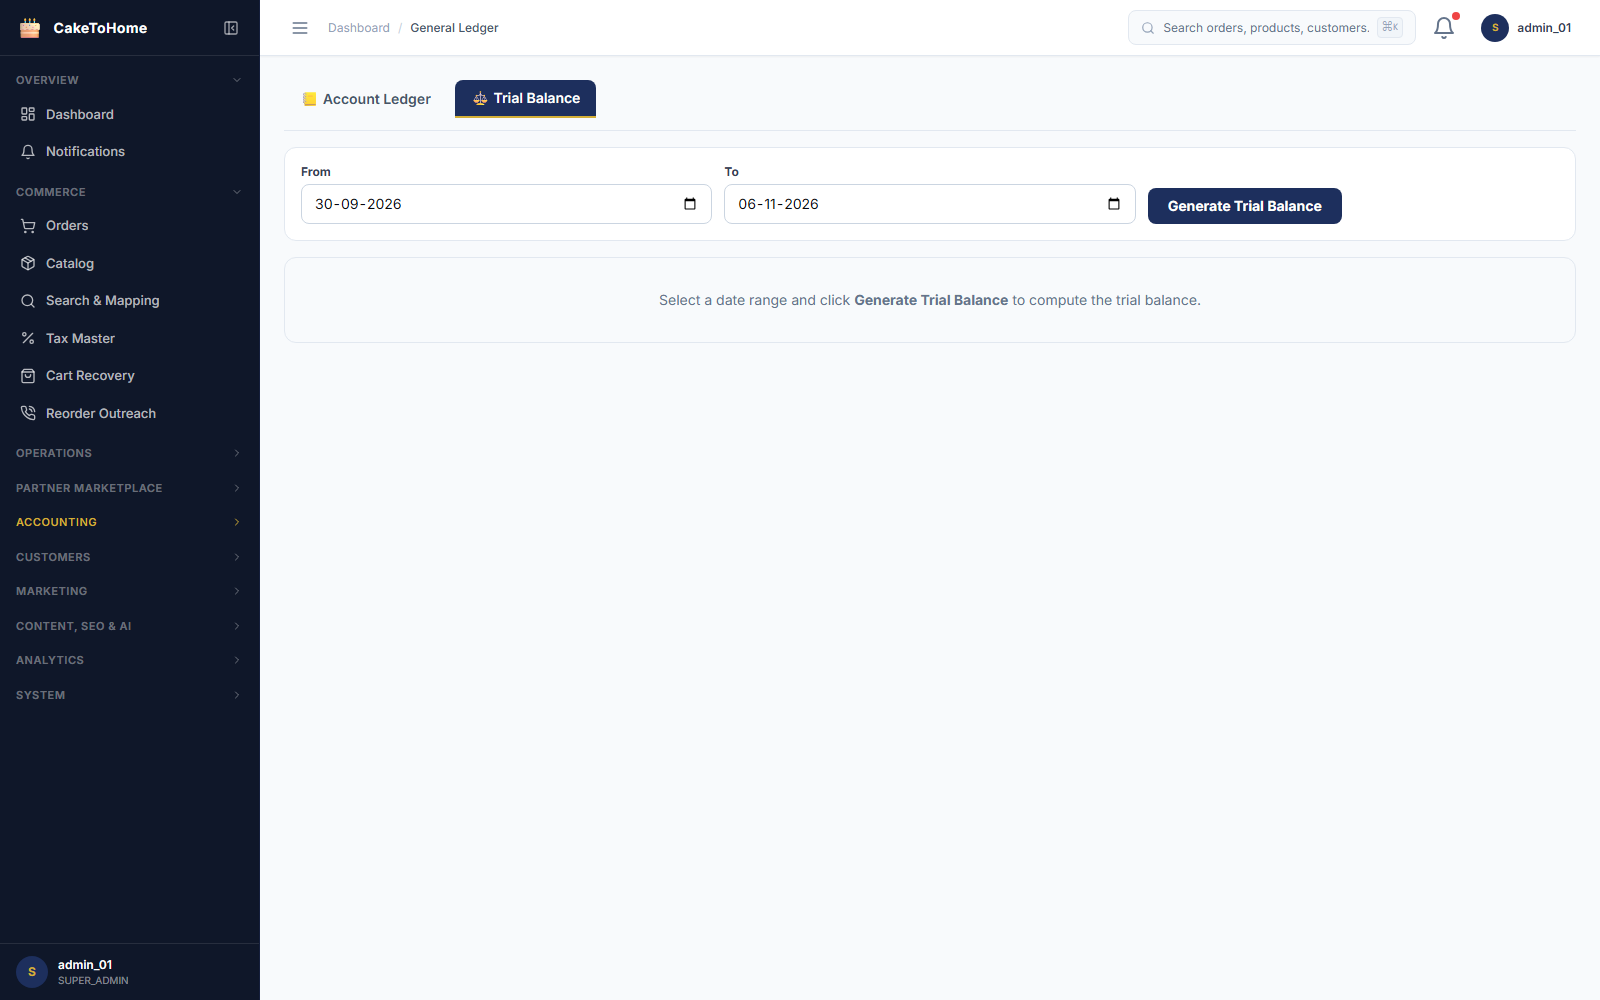 CakeToHome
OVERVIEW
Dashboard
Notifications
COMMERCE
Orders
Catalog
Search & Mapping
Tax Master
Cart Recovery
Reorder Outreach
OPERATIONS
PARTNER MARKETPLACE
ACCOUNTING
CUSTOMERS
MARKETING
CONTENT, SEO & AI
ANALYTICS
SYSTEM
S admin_01
SUPER_ADMIN
Dashboard / General Ledger
Search orders, products, customers. ⌘K
S admin_01
Account Ledger Trial Balance
From To
30-09-2026 06-11-2026 Generate Trial Balance
Select a date range and click Generate Trial Balance to compute the trial balance.